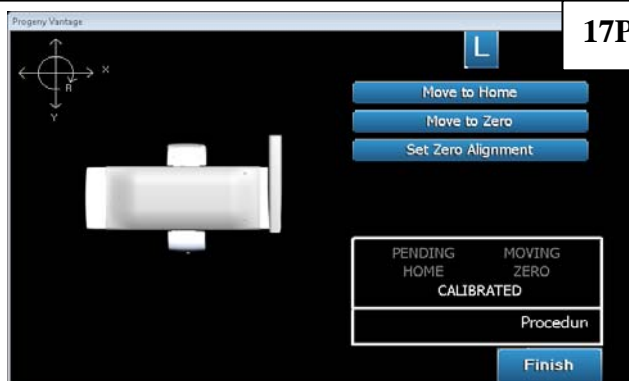 Progeny Vantage
17P
L
X
R
Y
Move to Home
Move to Zero
Set Zero Alignment
PENDING MOVING
HOME ZERO
CALIBRATED
Procedun
Finish